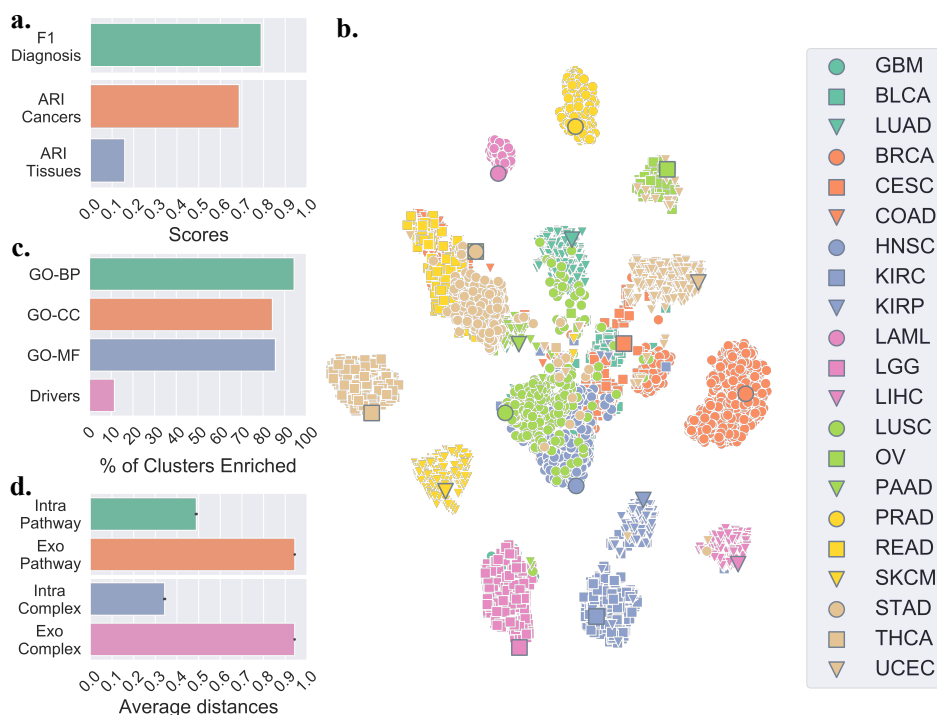 a.
F1
Diagnosis
ARI
Cancers
ARI
Tissues
0.0 0.1 0.2 0.3 0.4 0.5 0.6 0.7 0.8 0.9 1.0
Scores
c.
GO-BP
GO-CC
GO-MF
Drivers
0 10 20 30 40 50 60 70 80 90 100
% of Clusters Enriched
d.
Intra
Pathway
Exo
Pathway
Intra
Complex
Exo
Complex
0.0 0.1 0.2 0.3 0.4 0.5 0.6 0.7 0.8 0.9 1.0
Average distances
b.
GBM
BLCA
LUAD
BRCA
CESC
COAD
HNSC
KIRC
KIRP
LAML
LGG
LIHC
LUSC
OV
PAAD
PRAD
READ
SKCM
STAD
THCA
UCEC